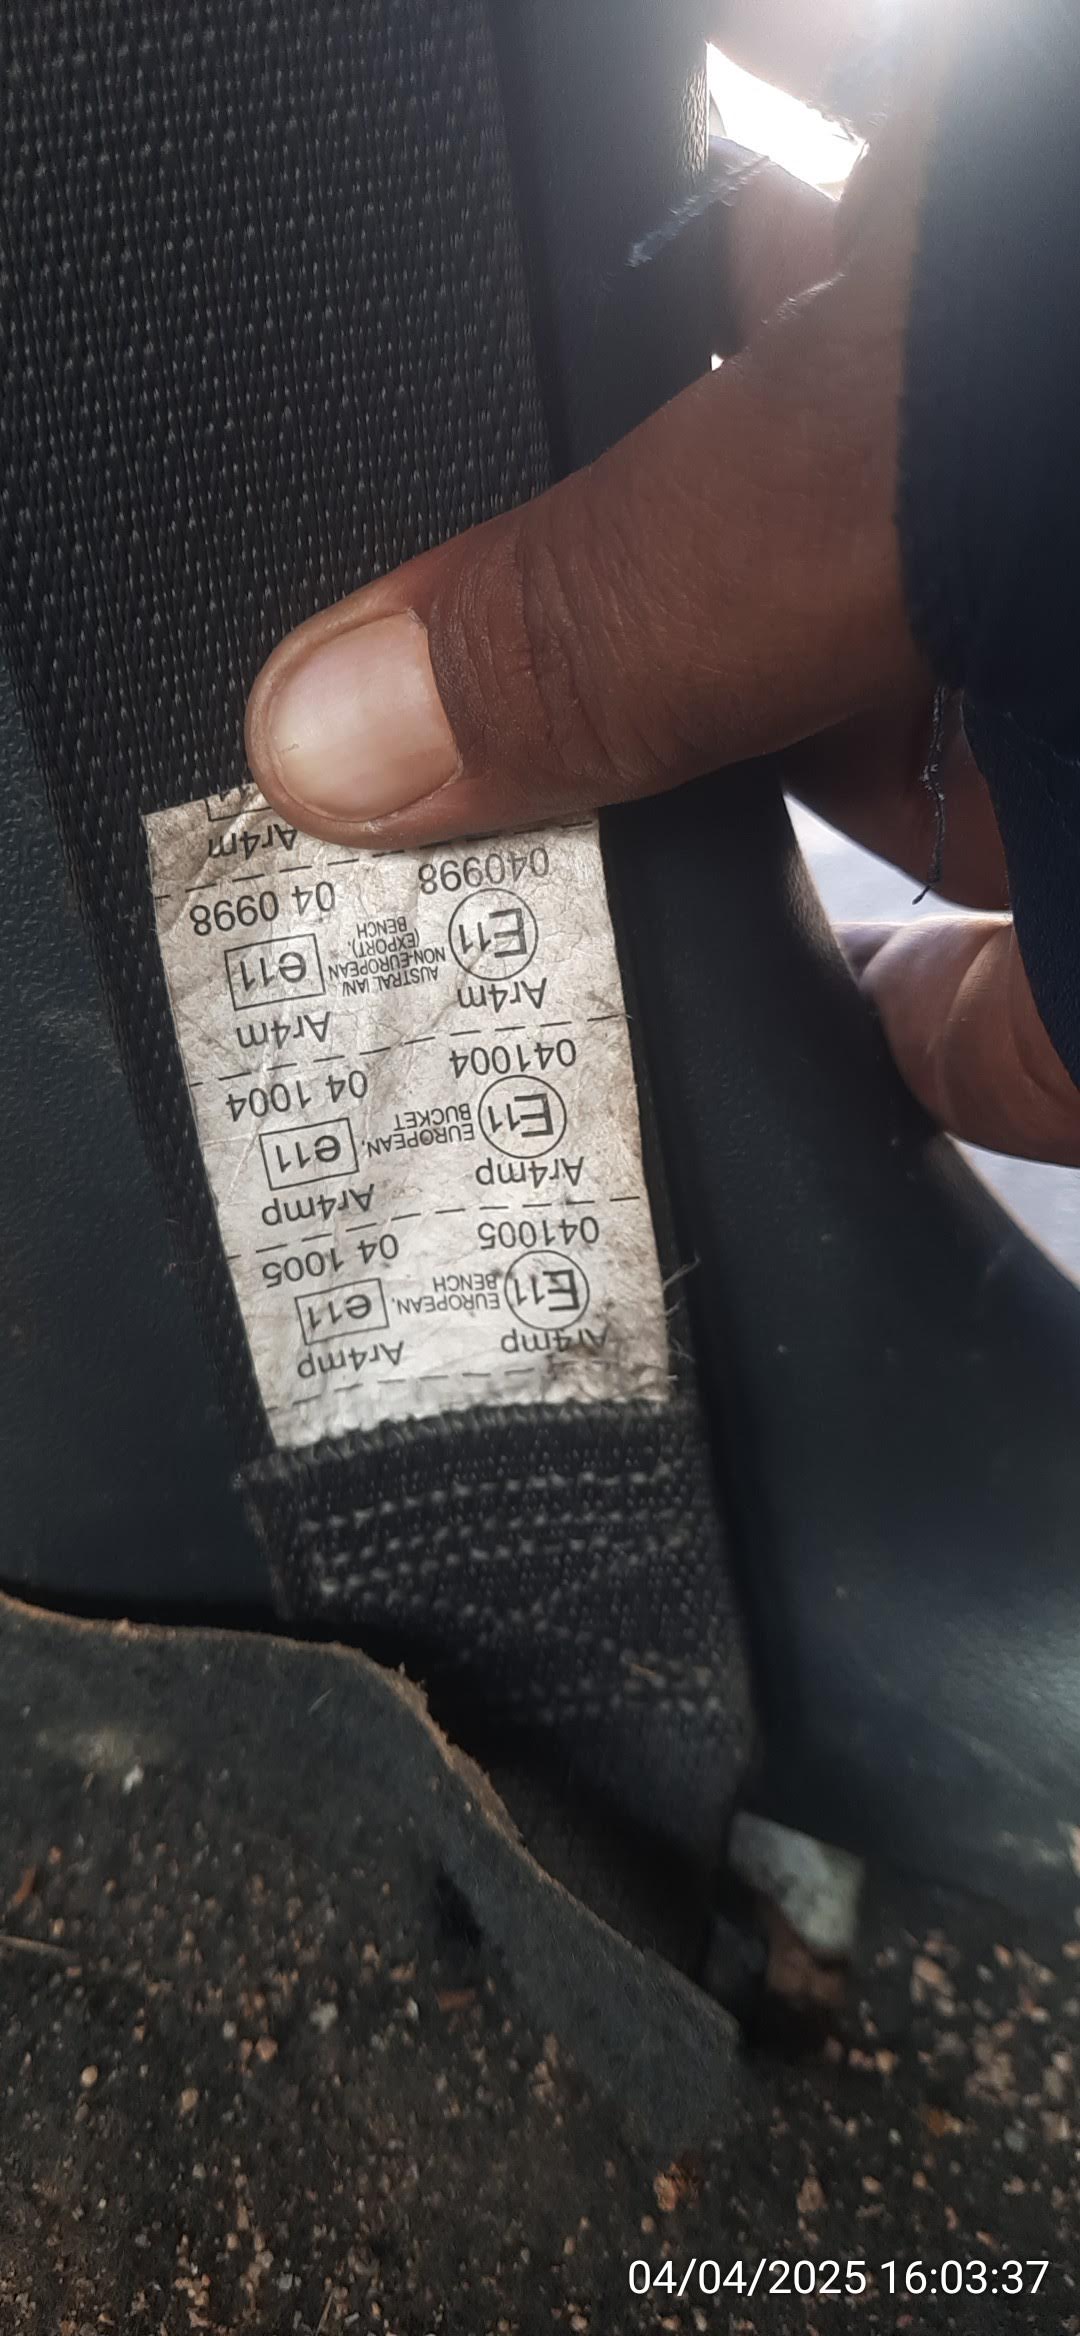 Ar4mp Ar4mp
E11 EUROPEAN, e11
BENCH
041005 04 1005
Ar4mp Ar4mp
E11 EUROPEAN, e11
BUCKET
041004 04 1004
Ar4m Ar4m
AUSTRALIAN/
E11 NON-EUROPEAN e11
(EXPORT),
BENCH
040998 04 0998
Ar4m
04/04/2025 16:03:37